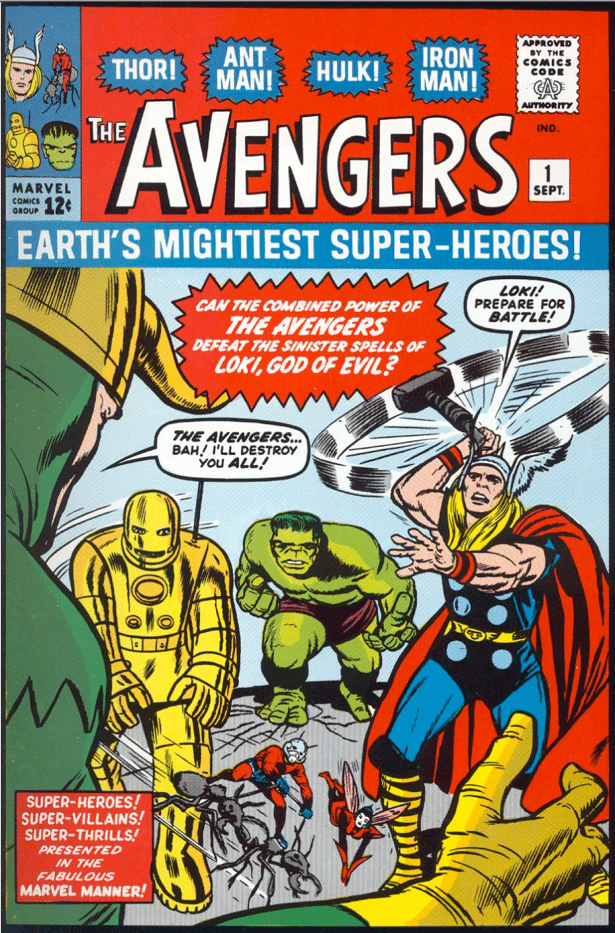 THOR!
ANT
MAN!
HULK!
IRON
MAN!
APPROVED
BY THE
COMICS
CODE
CA
AUTHORITY
IND.
THE AVENGERS
1
SEPT.
MARVEL
COMICS
GROUP 12¢
EARTH'S MIGHTIEST SUPER-HEROES!
CAN THE COMBINED POWER OF
THE AVENGERS
DEFEAT THE SINISTER SPELLS OF
LOKI, GOD OF EVIL?
LOKI!
PREPARE FOR
BATTLE!
THE AVENGERS...
BAH! I'LL DESTROY
YOU ALL!
SUPER-HEROES!
SUPER-VILLAINS!
SUPER-THRILLS!
PRESENTED
IN THE
FABULOUS
MARVEL MANNER!